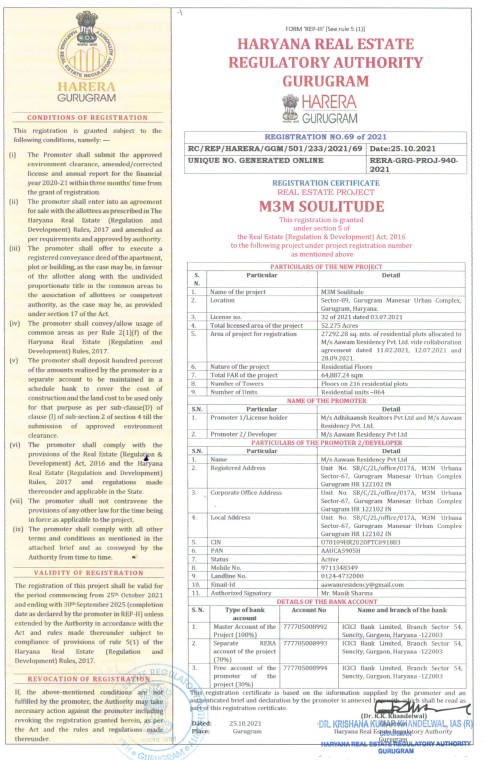 HARERA
GURUGRAM
CONDITIONS OF REGISTRATION
This registration is granted subject to the
following conditions, namely: —
(i) The Promoter shall submit the approved
environment clearance, amended/corrected
license and annual report for the financial
year 2020-21 within three months' time from
the grant of registration.
(ii) The promoter shall enter into an agreement
for sale with the allottees as prescribed in The
Haryana Real Estate (Regulation and
Development) Rules, 2017 and amended as
per requirements and approved by authority.
(iii) The promoter shall offer to execute a
registered conveyance deed of the apartment,
plot or building, as the case may be, in favour
of the allottee along with the undivided
proportionate title in the common areas to
the association of allottees or competent
authority, as the case may be, as provided
under section 17 of the Act.
(iv) The promoter shall convey/allow usage of
common areas as per Rule 2(1)(f) of the
Haryana Real Estate (Regulation and
Development) Rules, 2017.
(v) The promoter shall deposit hundred percent
of the amounts realized by the promoter in a
separate account to be maintained in a
schedule bank to cover the cost of
construction and the land cost to be used only
for that purpose as per sub-clause(D) of
clause (l) of sub-section 2 of section 4 till the
submission of approved environment
clearance.
(vi) The promoter shall comply with the
provisions of the Real Estate (Regulation &
Development) Act, 2016 and the Haryana
Real Estate (Regulation and Development)
Rules, 2017 and regulations made
thereunder and applicable in the State.
(vii) The promoter shall not contravene the
provisions of any other law for the time being
in force as applicable to the project.
(ix) The promoter shall comply with all other
terms and conditions as mentioned in the
attached brief and as conveyed by the
Authority from time to time.
VALIDITY OF REGISTRATION
The registration of this project shall be valid for
the period commencing from 25th October 2021
and ending with 30th September 2025 (completion
date as declared by the promoter in REP-II) unless
extended by the Authority in accordance with the
Act and rules made thereunder subject to
compliance of provisions of rule 5(1) of the
Haryana Real Estate (Regulation and
Development) Rules, 2017.
REVOCATION OF REGISTRATION
If, the above-mentioned conditions are not
fulfilled by the promoter, the Authority may take
necessary action against the promoter including
revoking the registration granted herein, as per
the Act and the rules and regulations made
thereunder.
FORM 'REP-III' [See rule 5 (1)]
HARYANA REAL ESTATE
REGULATORY AUTHORITY
GURUGRAM
HARERA
GURUGRAM
REGISTRATION NO.69 of 2021
RC/REP/HARERA/GGM/501/233/2021/69 Date:25.10.2021
UNIQUE NO. GENERATED ONLINE RERA-GRG-PROJ-940-
2021
REGISTRATION CERTIFICATE
REAL ESTATE PROJECT
M3M SOULITUDE
This registration is granted
under section 5 of
the Real Estate (Regulation & Development) Act, 2016
to the following project under project registration number
as mentioned above
PARTICULARS OF THE NEW PROJECT
S. N. Particular Detail
1. Name of the project M3M Soulitude
2. Location Sector-89, Gurugram Manesar Urban Complex,
Gurugram, Haryana.
3. License no. 32 of 2021 dated 03.07.2021
4. Total licensed area of the project 52.275 Acres
5. Area of project for registration 27292.28 sq. mts. of residential plots allocated to
M/s Aawam Residency Pvt. Ltd. vide collaboration
agreement dated 11.02.2021, 12.07.2021 and
28.09.2021.
6. Nature of the project Residential Floors
7. Total FAR of the project 64,887.24 sqm
8. Number of Towers Floors on 216 residential plots
9. Number of Units Residential units -864
NAME OF THE PROMOTER
S.N. Particular Detail
1. Promoter 1/License holder M/s Adhikaansh Realtors Pvt Ltd and M/s Aawam
Residency Pvt. Ltd.
2. Promoter 2/ Developer M/s Aawam Residency Pvt Ltd
PARTICULARS OF THE PROMOTER 2/DEVELOPER
S.N. Particular Detail
1. Name M/s Aawam Residency Pvt Ltd
2. Registered Address Unit No. SB/C/2L/office/017A, M3M Urbana
Sector-67, Gurugram Manesar Urban Complex
Gurugram HR 122102 IN
3. Corporate Office Address Unit No. SB/C/2L/office/017A, M3M Urbana
Sector-67, Gurugram Manesar Urban Complex
Gurugram HR 122102 IN
4. Local Address Unit No. SB/C/2L/office/017A, M3M Urbana
Sector-67, Gurugram Manesar Urban Complex
Gurugram HR 122102 IN
5. CIN
6. PAN AAUCA5905H
7. Status Active
8. Mobile No. 9711348349
9. Landline No. 0124-4732000
10. Email-Id aawamresidency@gmail.com
11. Authorized Signatory Mr. Manik Sharma
DETAILS OF THE BANK ACCOUNT
S. N. Type of bank account Account No Name and branch of the bank
1. Master Account of the Project (100%) 777705008992 ICICI Bank Limited, Branch Sector 54,
Smcity, Gurgaon, Haryana -122003
2. Separate RERA account of the project (70%) 777705008993 ICICI Bank Limited, Branch Sector 54,
Smcity, Gurgaon, Haryana -122003
3. Free account of the promoter of the project (30%) 777705008994 ICICI Bank Limited, Branch Sector 54,
Smcity, Gurgaon, Haryana -122003
This registration certificate is based on the information supplied by the promoter and an
authenticated brief and declaration by the promoter is annexed herewith, which shall be read as
part of this registration certificate.
(Dr. K.K. Khandelwal)
Dated: 25.10.2021
Place: Gurugram
Haryana Real Estate Regulatory Authority
Gurugram
HARYANA REAL ESTATE REGULATORY AUTHORITY
GURUGRAM